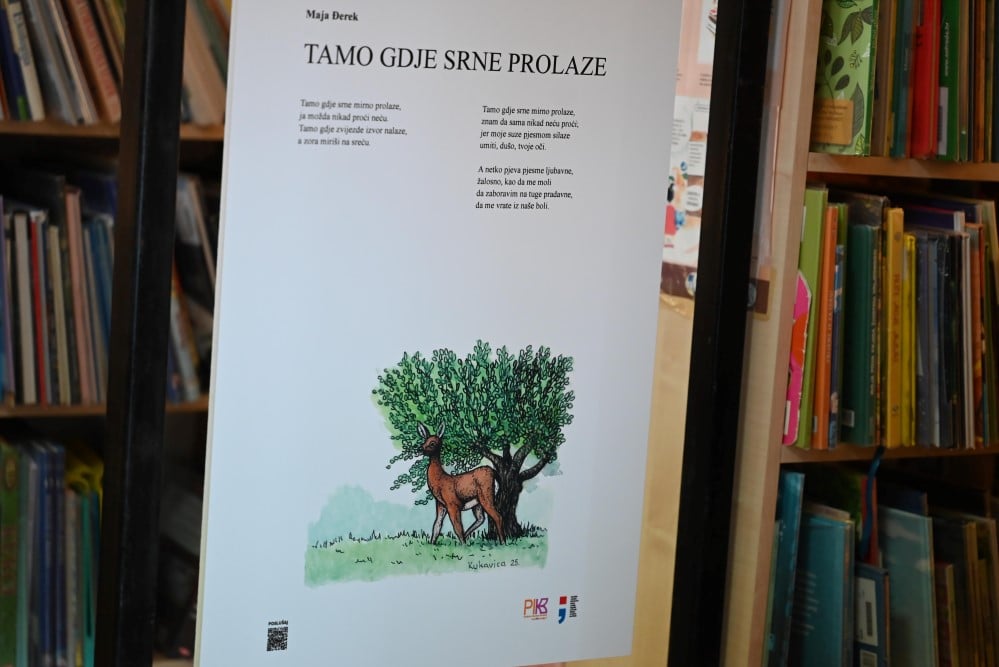 Maja Đerek
TAMO GDJE SRNE PROLAZE
Tamo gdje srne mirno prolaze,
ja možda nikad proći neću.
Tamo gdje zvijezde izvor nalaze,
a zora miriši na sreću.
Tamo gdje srne mirno prolaze,
znam da sama nikad neću proći;
jer moje suze pjesmom silaze
umiti, dušo, tvoje oči.
A netko pjeva pjesme ljubavne,
žalosno, kao da me moli
da zaboravim na tuge pradavne,
da me vrate iz naše boli.
Kukavica 25.
POSLUŠAJ